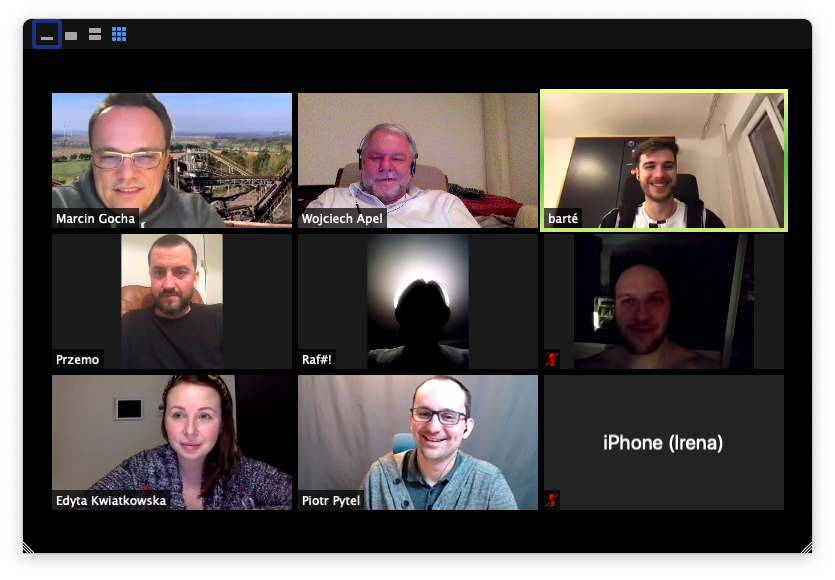 Marcin Gocha
Wojciech Apel
barté
Przemo
Raf#!
Edyta Kwiatkowska
Piotr Pytel
iPhone (Irena)